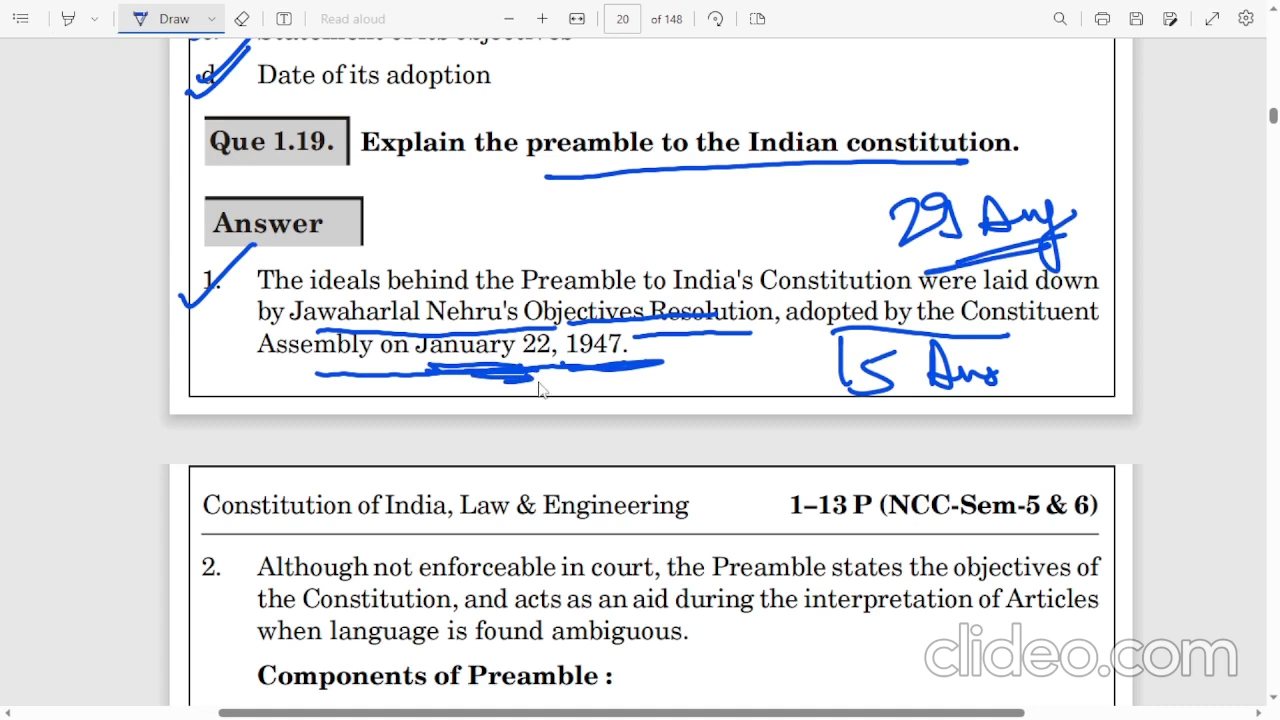 Draw
Read aloud
20 of 148
Statement of its objectives
d. Date of its adoption
Que 1.19. Explain the preamble to the Indian constitution.
Answer
29 Aug
1. The ideals behind the Preamble to India's Constitution were laid down
by Jawaharlal Nehru's Objectives Resolution, adopted by the Constituent
Assembly on January 22, 1947.
15 Aug
Constitution of India, Law & Engineering 1–13 P (NCC-Sem-5 & 6)
2. Although not enforceable in court, the Preamble states the objectives of
the Constitution, and acts as an aid during the interpretation of Articles
when language is found ambiguous.
Components of Preamble :
clideo.com